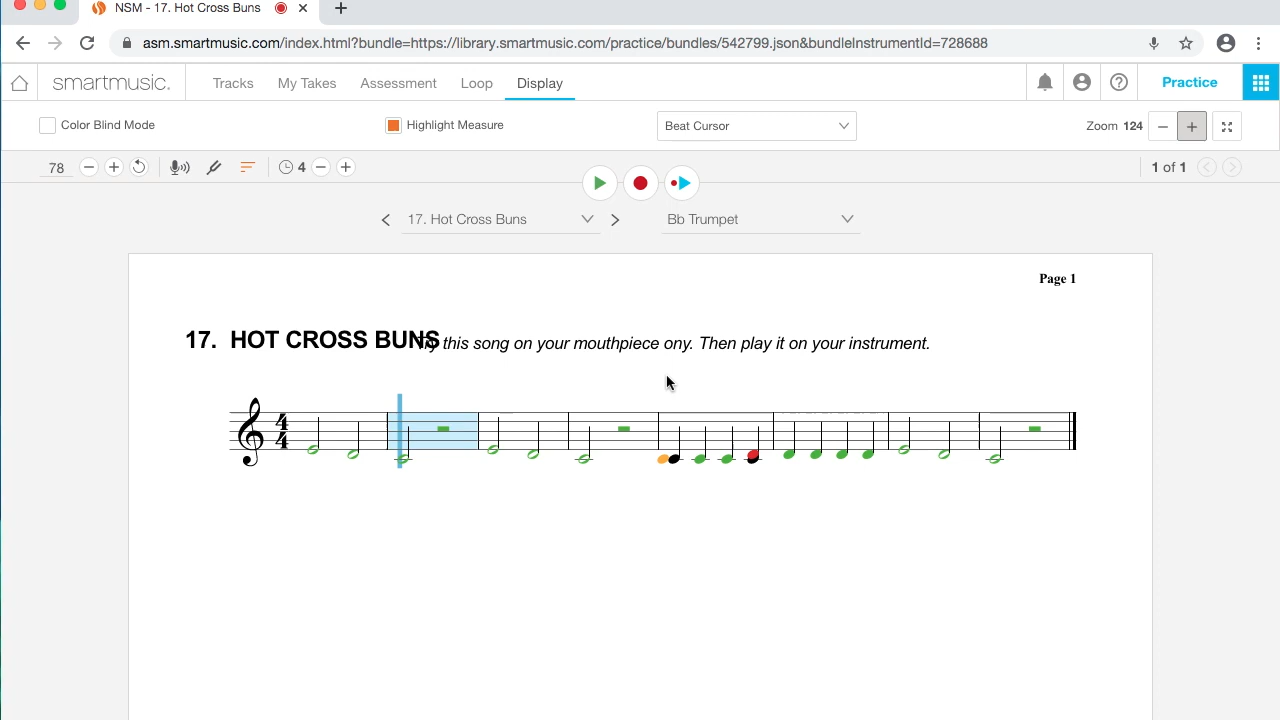 NSM - 17. Hot Cross Buns
asm.smartmusic.com/index.html?bundle=https://library.smartmusic.com/practice/bundles/542799.json&bundleInstrumentId=728688
smartmusic. Tracks My Takes Assessment Loop Display Practice
Color Blind Mode Highlight Measure Beat Cursor Zoom 124
78 4 1 of 1
17. Hot Cross Buns Bb Trumpet
Page 1
17. HOT CROSS BUNS Try this song on your mouthpiece ony. Then play it on your instrument.
4
4